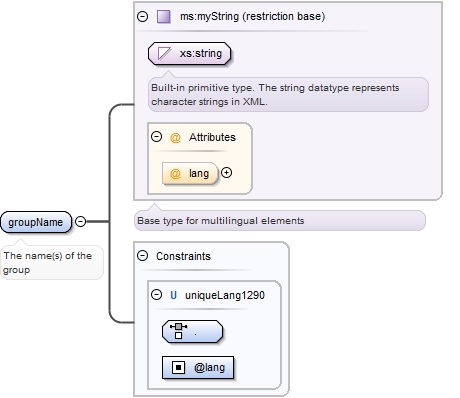 ms:myString (restriction base)
xs:string
Built-in primitive type. The string datatype represents
character strings in XML.
@ Attributes
@ lang
groupName
The name(s) of the
group
Base type for multilingual elements
Constraints
U uniqueLang1290
.
@lang